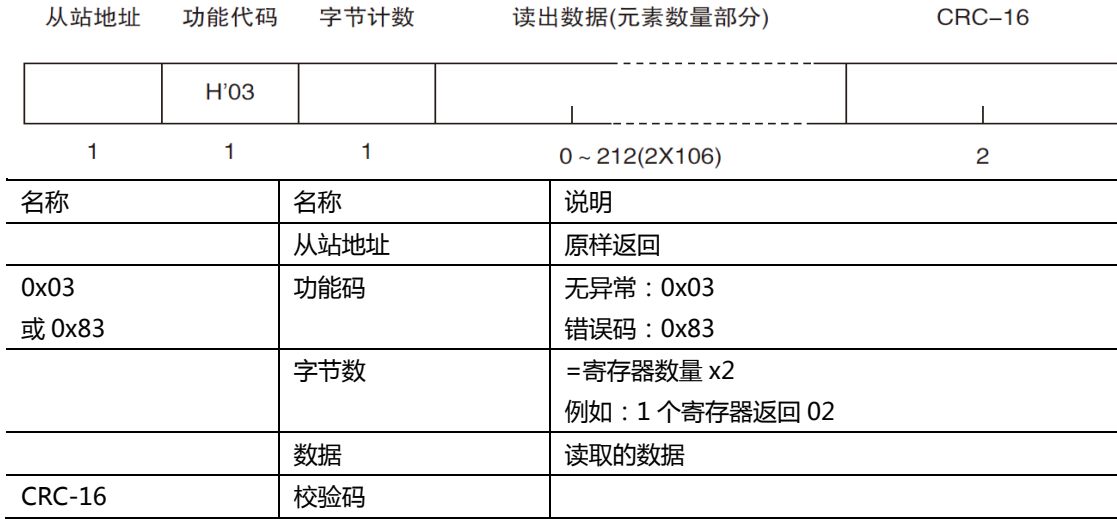 从站地址 功能代码 字节计数 读出数据(元素数量部分) CRC-16
H'03
1 1 1 0~212(2X106) 2
名称 名称 说明
从站地址 原样返回
0x03 功能码 无异常：0x03
或 0x83 错误码：0x83
字节数 =寄存器数量 x2
例如：1 个寄存器返回 02
数据 读取的数据
CRC-16 校验码